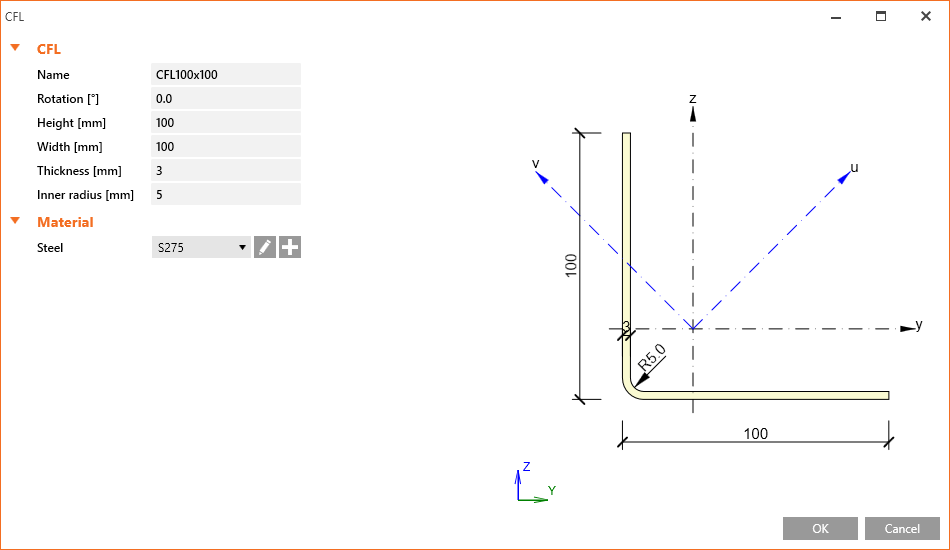 CFL
CFL
Name CFL100x100
Rotation [°] 0.0
Height [mm] 100
Width [mm] 100
Thickness [mm] 3
Inner radius [mm] 5
Material
Steel S275
z
v
u
100
3
y
R5.0
100
Z
Y
OK Cancel